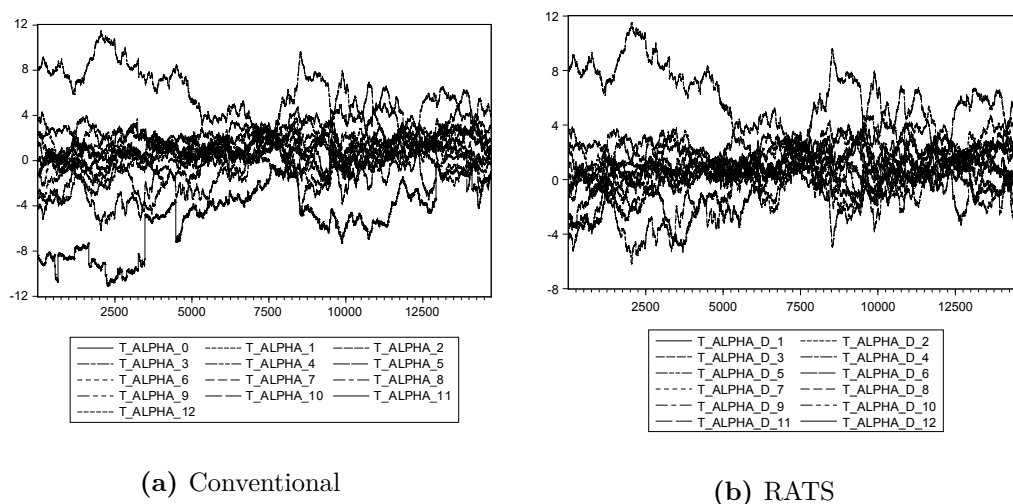 12
8
4
0
-4
-8
-12
2500 5000 7500 10000 12500
T_ALPHA_0 T_ALPHA_1 T_ALPHA_2
T_ALPHA_3 T_ALPHA_4 T_ALPHA_5
T_ALPHA_6 T_ALPHA_7 T_ALPHA_8
T_ALPHA_9 T_ALPHA_10 T_ALPHA_11
T_ALPHA_12
(a) Conventional
12
8
4
0
-4
-8
2500 5000 7500 10000 12500
T_ALPHA_D_1 T_ALPHA_D_2
T_ALPHA_D_3 T_ALPHA_D_4
T_ALPHA_D_5 T_ALPHA_D_6
T_ALPHA_D_7 T_ALPHA_D_8
T_ALPHA_D_9 T_ALPHA_D_10
T_ALPHA_D_11 T_ALPHA_D_12
(b) RATS